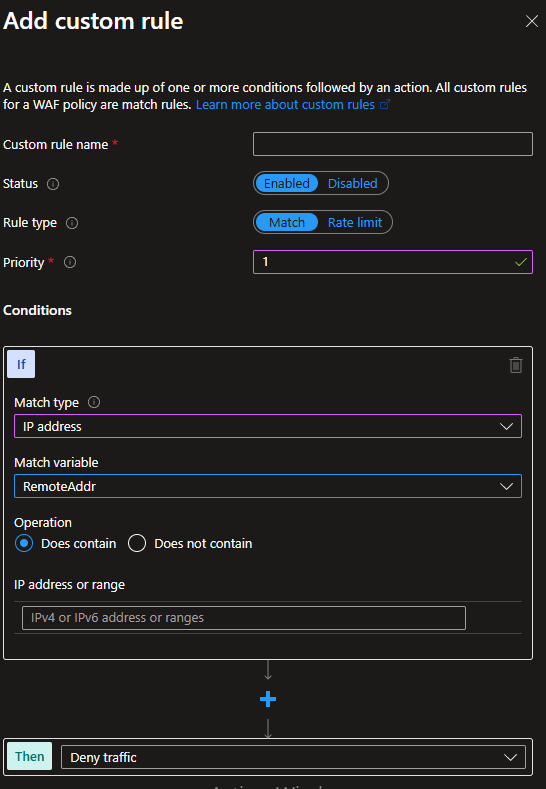 Add custom rule
A custom rule is made up of one or more conditions followed by an action. All custom rules
for a WAF policy are match rules. Learn more about custom rules
Custom rule name *
Status
Enabled Disabled
Rule type
Match Rate limit
Priority *
1
Conditions
If
Match type
IP address
Match variable
RemoteAddr
Operation
Does contain Does not contain
IP address or range
IPv4 or IPv6 address or ranges
Then
Deny traffic